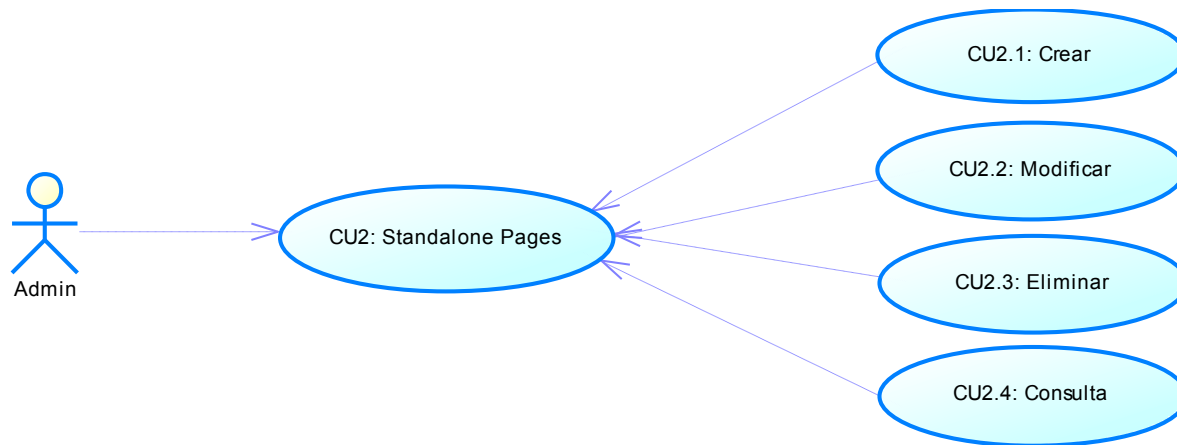 CU2.1: Crear
CU2.2: Modificar
CU2: Standalone Pages
CU2.3: Eliminar
Admin
CU2.4: Consulta